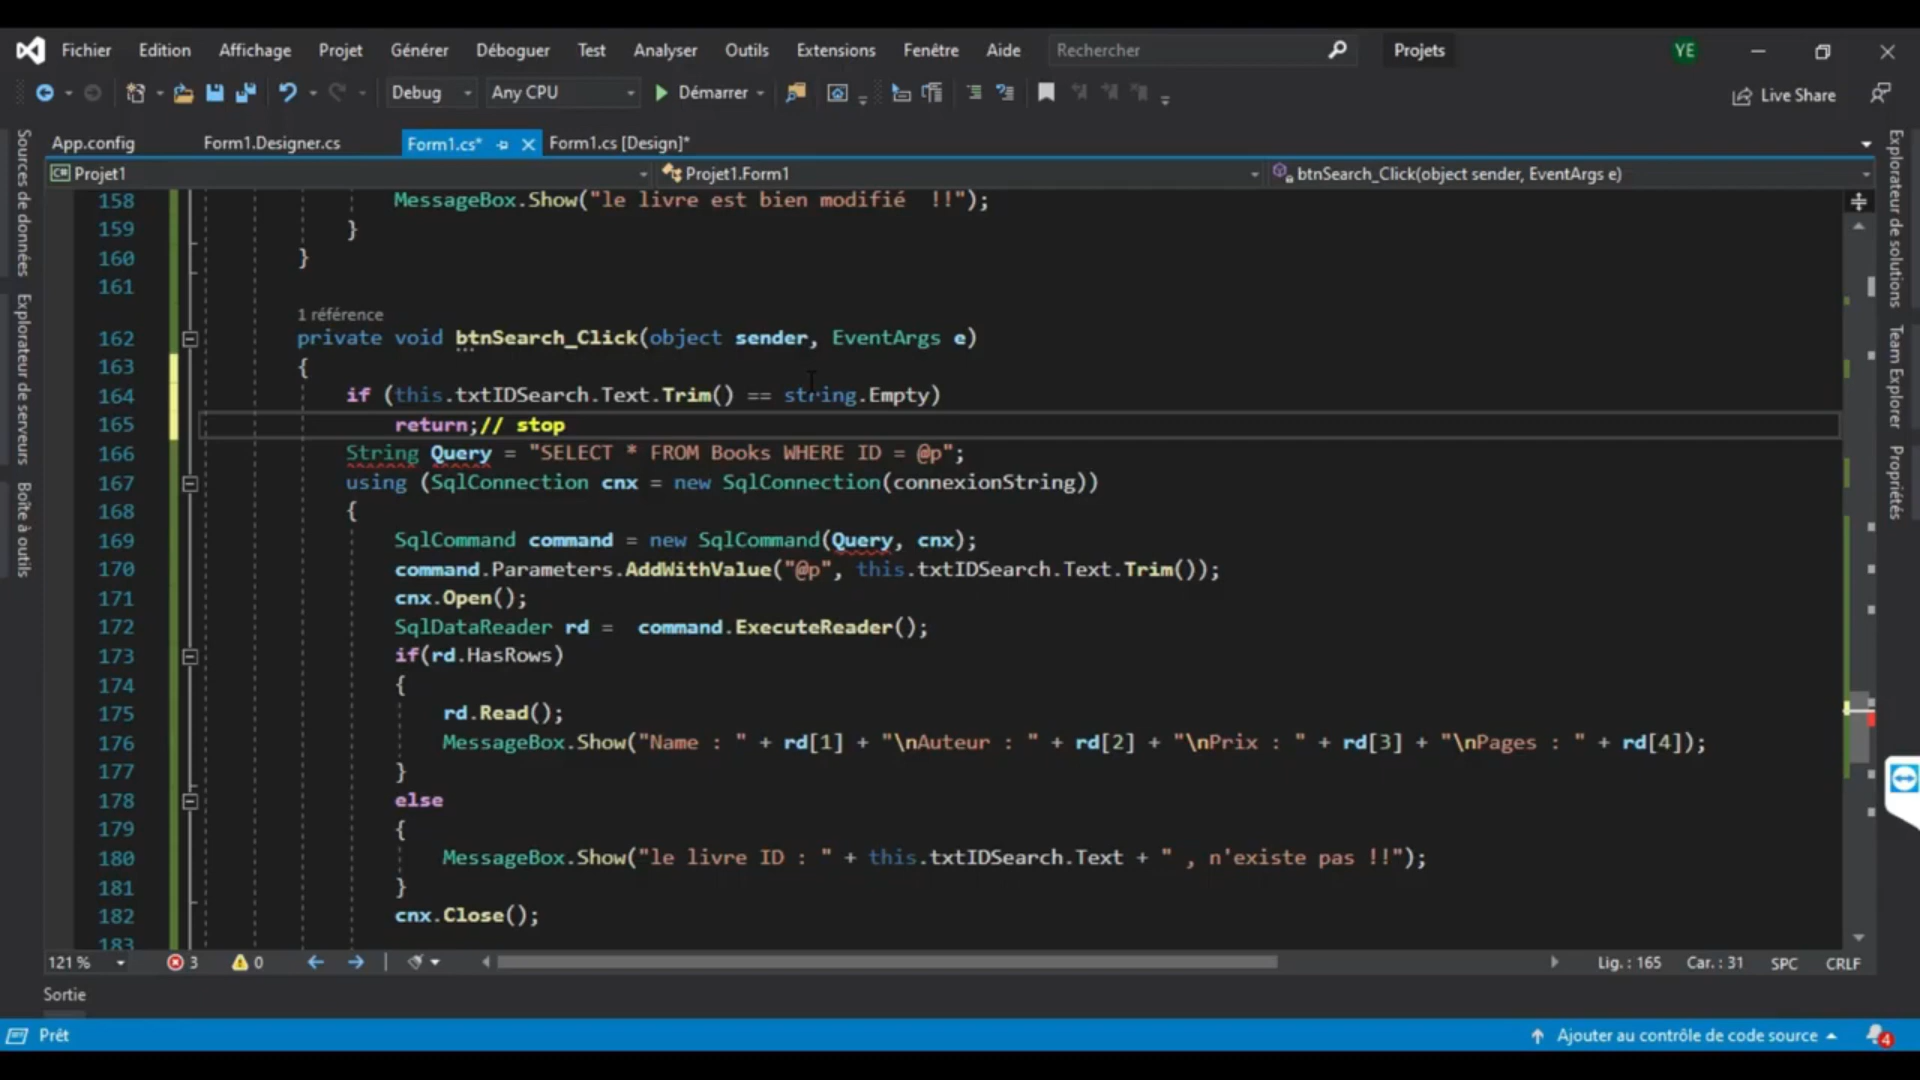 Fichier Edition Affichage Projet Générer Déboguer Test Analyser Outils Extensions Fenêtre Aide Rechercher Projets YE
Debug Any CPU Démarrer Live Share
App.config Form1.Designer.cs Form1.cs* Form1.cs [Design]*
C# Projet1 Projet1.Form1 btnSearch_Click(object sender, EventArgs e)
Sources de données
Explorateur de serveurs
Boîte à outils
158 MessageBox.Show("le livre est bien modifié  !!");
159 }
160 }
161
1 référence
162 private void btnSearch_Click(object sender, EventArgs e)
163 {
164 if (this.txtIDSearch.Text.Trim() == string.Empty)
165 return;// stop
166 String Query = "SELECT * FROM Books WHERE ID = @p";
167 using (SqlConnection cnx = new SqlConnection(connexionString))
168 {
169 SqlCommand command = new SqlCommand(Query, cnx);
170 command.Parameters.AddWithValue("@p", this.txtIDSearch.Text.Trim());
171 cnx.Open();
172 SqlDataReader rd =  command.ExecuteReader();
173 if(rd.HasRows)
174 {
175 rd.Read();
176 MessageBox.Show("Name : " + rd[1] + "\nAuteur : " + rd[2] + "\nPrix : " + rd[3] + "\nPages : " + rd[4]);
177 }
178 else
179 {
180 MessageBox.Show("le livre ID : " + this.txtIDSearch.Text + " , n'existe pas !!");
181 }
182 cnx.Close();
183
Explorateur de solutions
Team Explorer
Propriétés
121 % 3 0 Lig. : 165 Car. : 31 SPC CRLF
Sortie
Prêt Ajouter au contrôle de code source 4